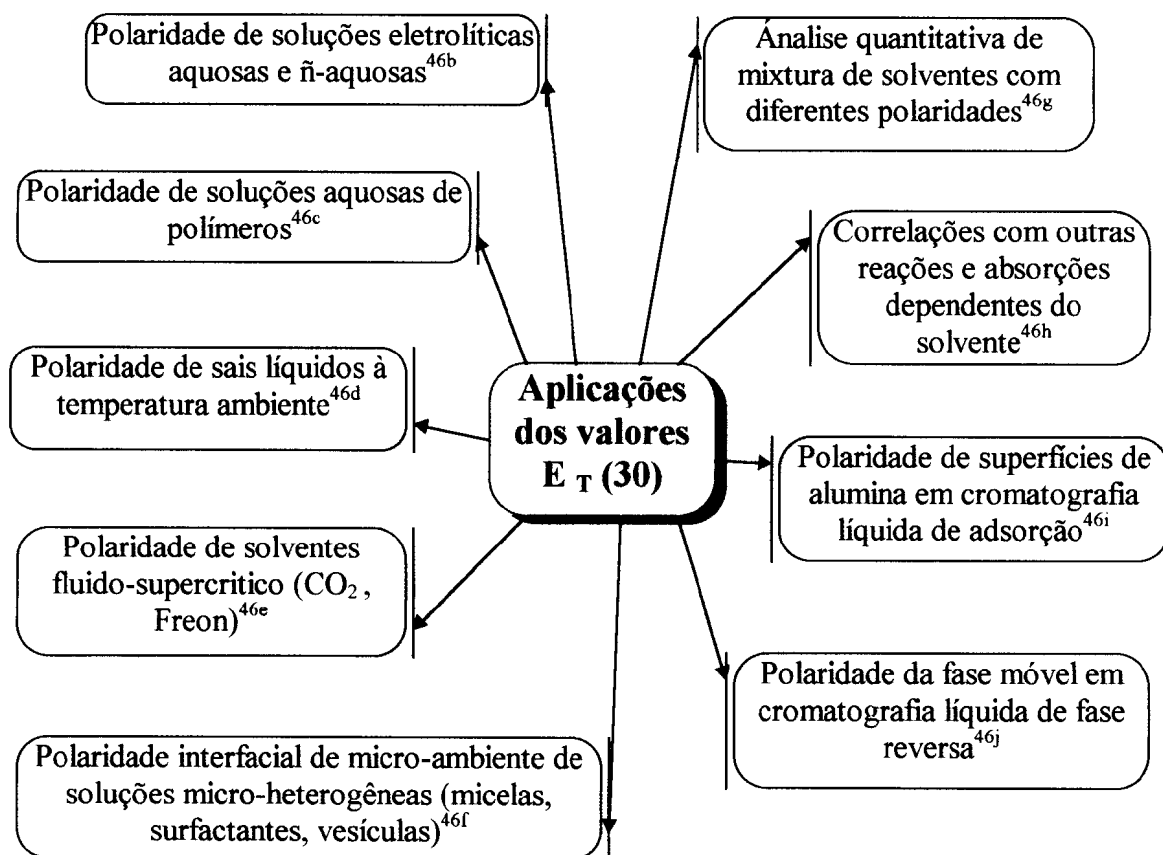 Polaridade de soluções eletrolíticas
aquosas e ñ-aquosas46b
Polaridade de soluções aquosas de
polímeros46c
Polaridade de sais líquidos à
temperatura ambiente46d
Polaridade de solventes
fluido-supercritico (CO2 ,
Freon)46e
Polaridade interfacial de micro-ambiente de
soluções micro-heterogêneas (micelas,
surfactantes, vesículas)46f
Aplicações
dos valores
E T (30)
Ánalise quantitativa de
mixtura de solventes com
diferentes polaridades46g
Correlações com outras
reações e absorções
dependentes do
solvente46h
Polaridade de superfícies de
alumina em cromatografia
líquida de adsorção46i
Polaridade da fase móvel em
cromatografia líquida de fase
reversa46j